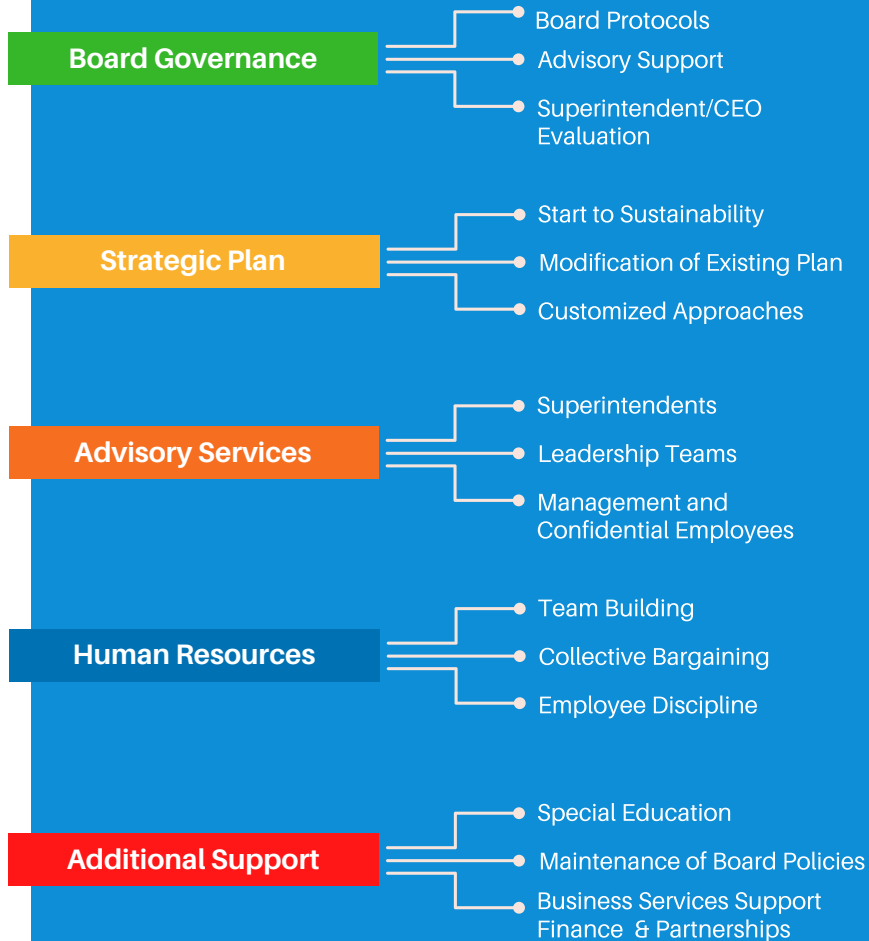 Board Governance
Board Protocols
Advisory Support
Superintendent/CEO
Evaluation
Strategic Plan
Start to Sustainability
Modification of Existing Plan
Customized Approaches
Advisory Services
Superintendents
Leadership Teams
Management and
Confidential Employees
Human Resources
Team Building
Collective Bargaining
Employee Discipline
Additional Support
Special Education
Maintenance of Board Policies
Business Services Support
Finance & Partnerships